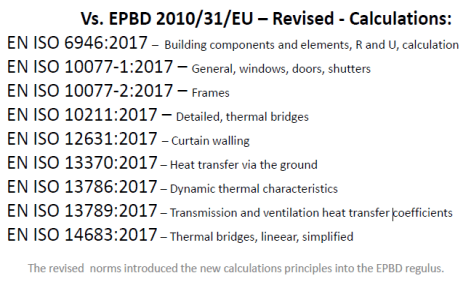 Vs. EPBD 2010/31/EU – Revised - Calculations:
EN ISO 6946:2017 – Building components and elements, R and U, calculation
EN ISO 10077-1:2017 – General, windows, doors, shutters
EN ISO 10077-2:2017 – Frames
EN ISO 10211:2017 – Detailed, thermal bridges
EN ISO 12631:2017 – Curtain walling
EN ISO 13370:2017 – Heat transfer via the ground
EN ISO 13786:2017 – Dynamic thermal characteristics
EN ISO 13789:2017 – Transmission and ventilation heat transfer coefficients
EN ISO 14683:2017 – Thermal bridges, lineear, simplified
The revised norms introduced the new calculations principles into the EPBD regulus.